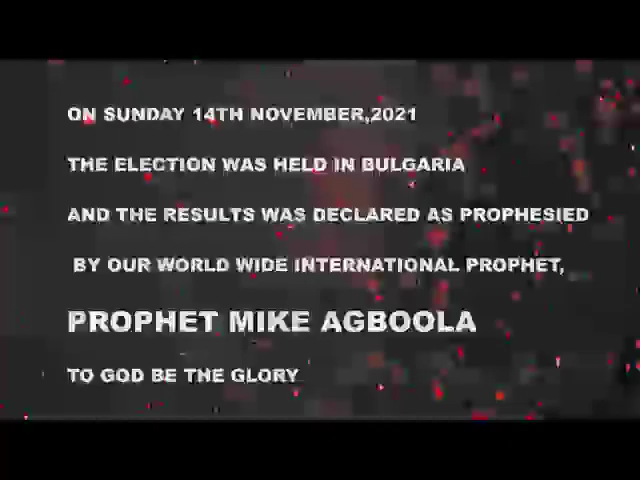 ON SUNDAY 14TH NOVEMBER,2021
THE ELECTION WAS HELD IN BULGARIA
AND THE RESULTS WAS DECLARED AS PROPHESIED
BY OUR WORLD WIDE INTERNATIONAL PROPHET,
PROPHET MIKE AGBOOLA
TO GOD BE THE GLORY